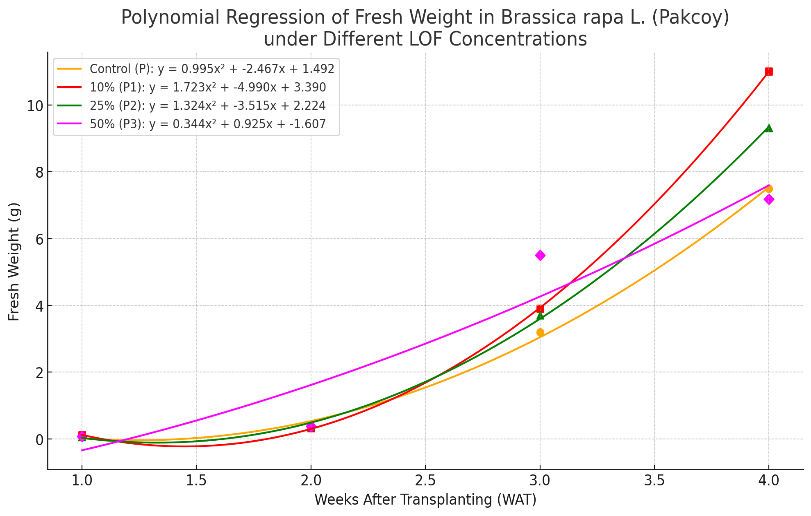 Polynomial Regression of Fresh Weight in Brassica rapa L. (Pakcoy)
under Different LOF Concentrations
Control (P): y = 0.995x² + -2.467x + 1.492
10% (P1): y = 1.723x² + -4.990x + 3.390
25% (P2): y = 1.324x² + -3.515x + 2.224
50% (P3): y = 0.344x² + 0.925x + -1.607
Fresh Weight (g)
10
8
6
4
2
0
1.0 1.5 2.0 2.5 3.0 3.5 4.0
Weeks After Transplanting (WAT)